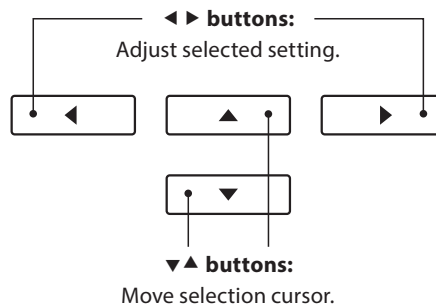 ◀ ▶ buttons:
Adjust selected setting.
◀
▲
▶
▼
▼▲ buttons:
Move selection cursor.